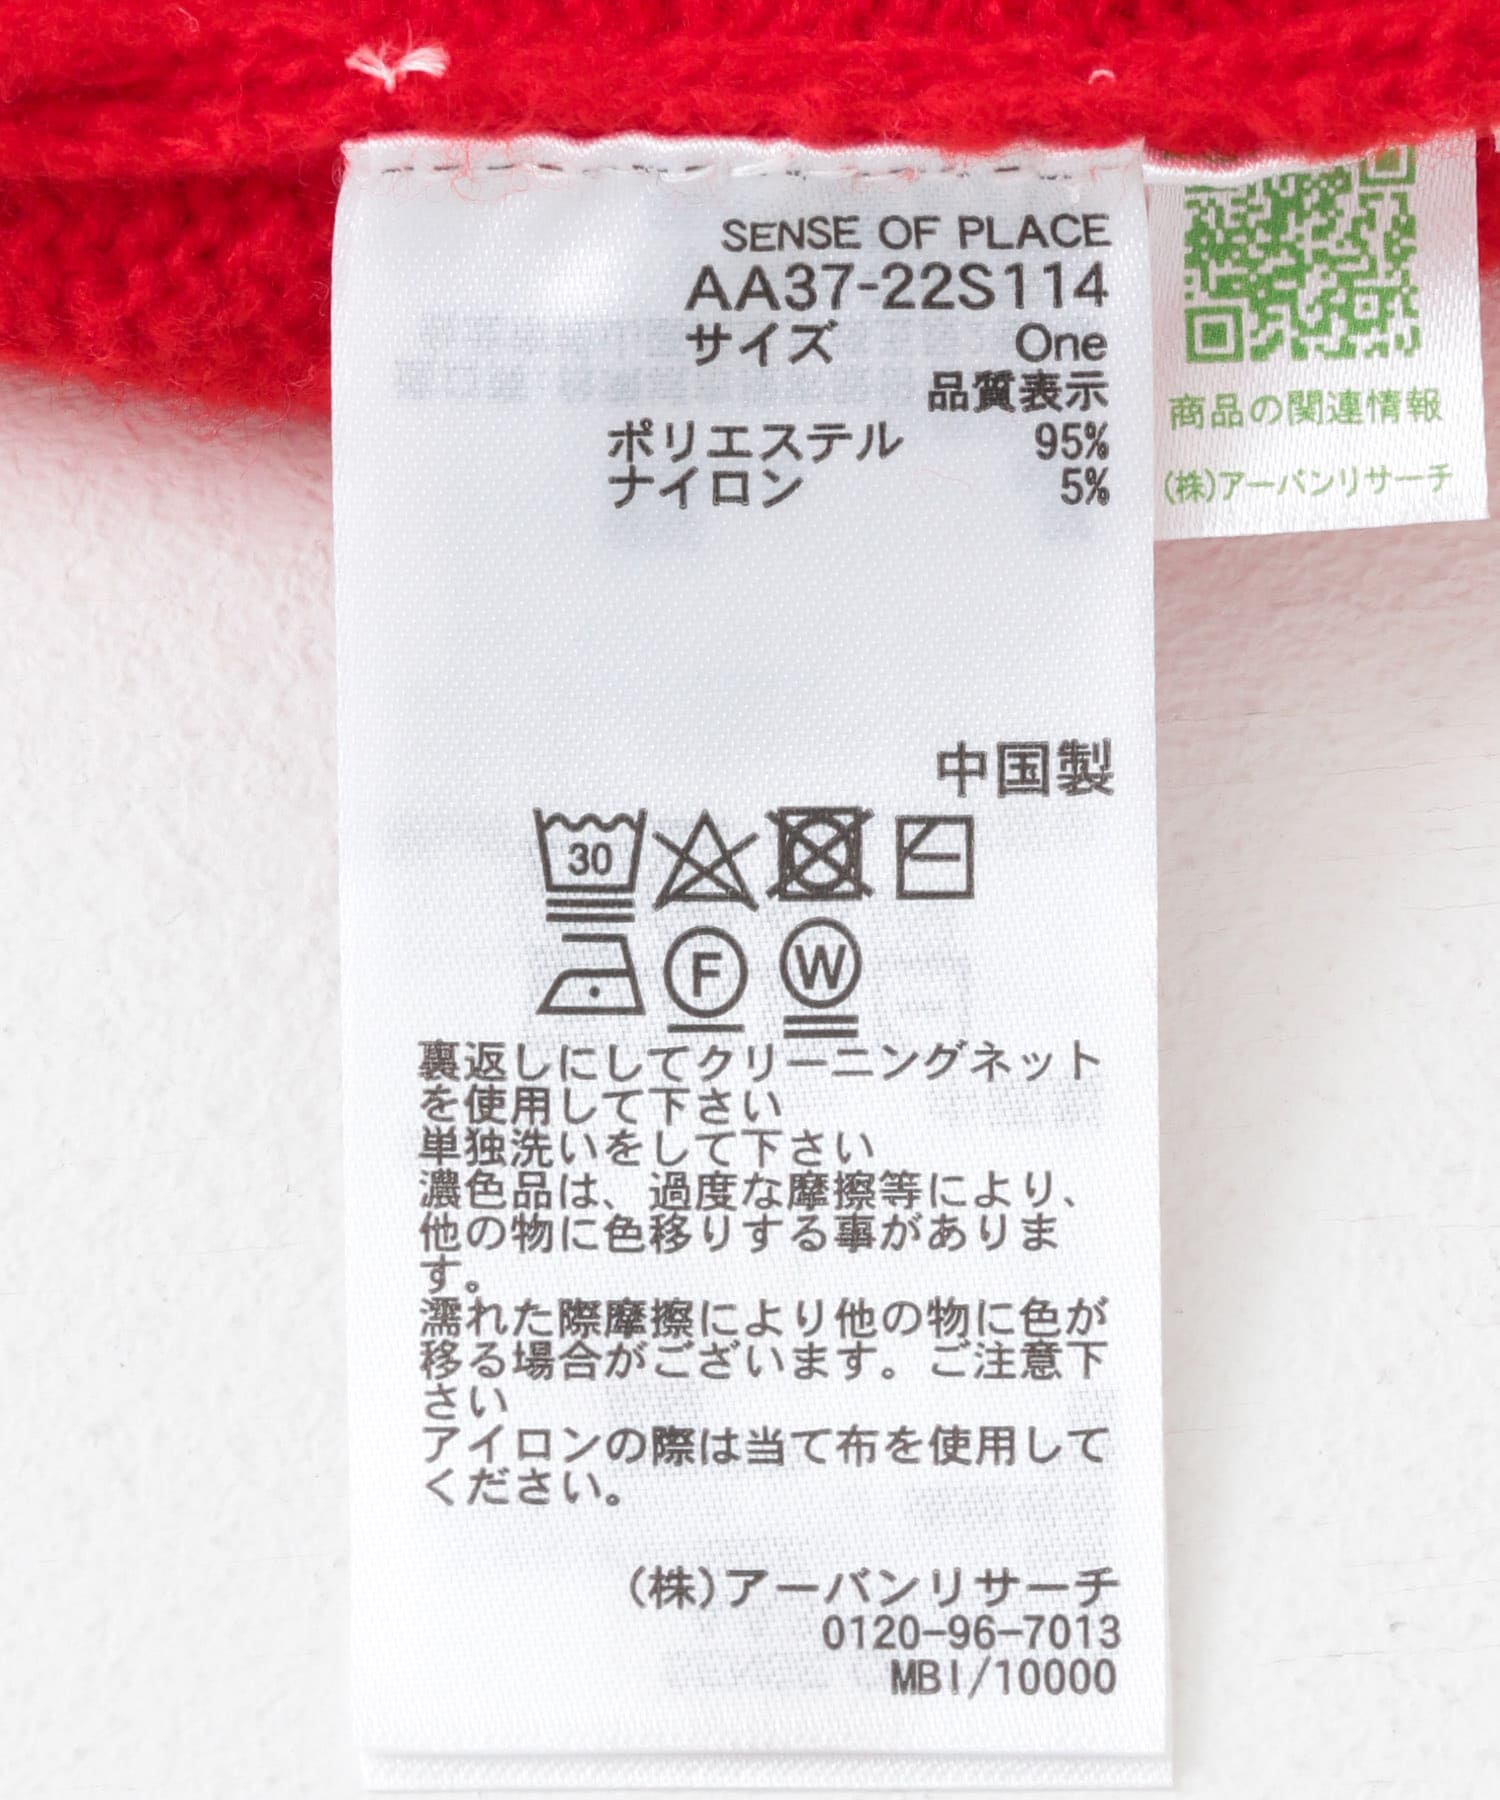 SENSE OF PLACE
AA37-22S114
サイズ One
品質表示
ポリエステル 95%
ナイロン 5%
中国製
30
F W
裏返しにしてクリーニングネット
を使用して下さい
単独洗いをして下さい
濃色品は、過度な摩擦等により、
他の物に色移りする事がありま
す。
濡れた際摩擦により他の物に色が
移る場合がございます。ご注意下
さい
アイロンの際は当て布を使用して
ください。
(株)アーバンリサーチ
0120-96-7013
MBI/10000
商品の関連情報
(株)アーバンリサーチ